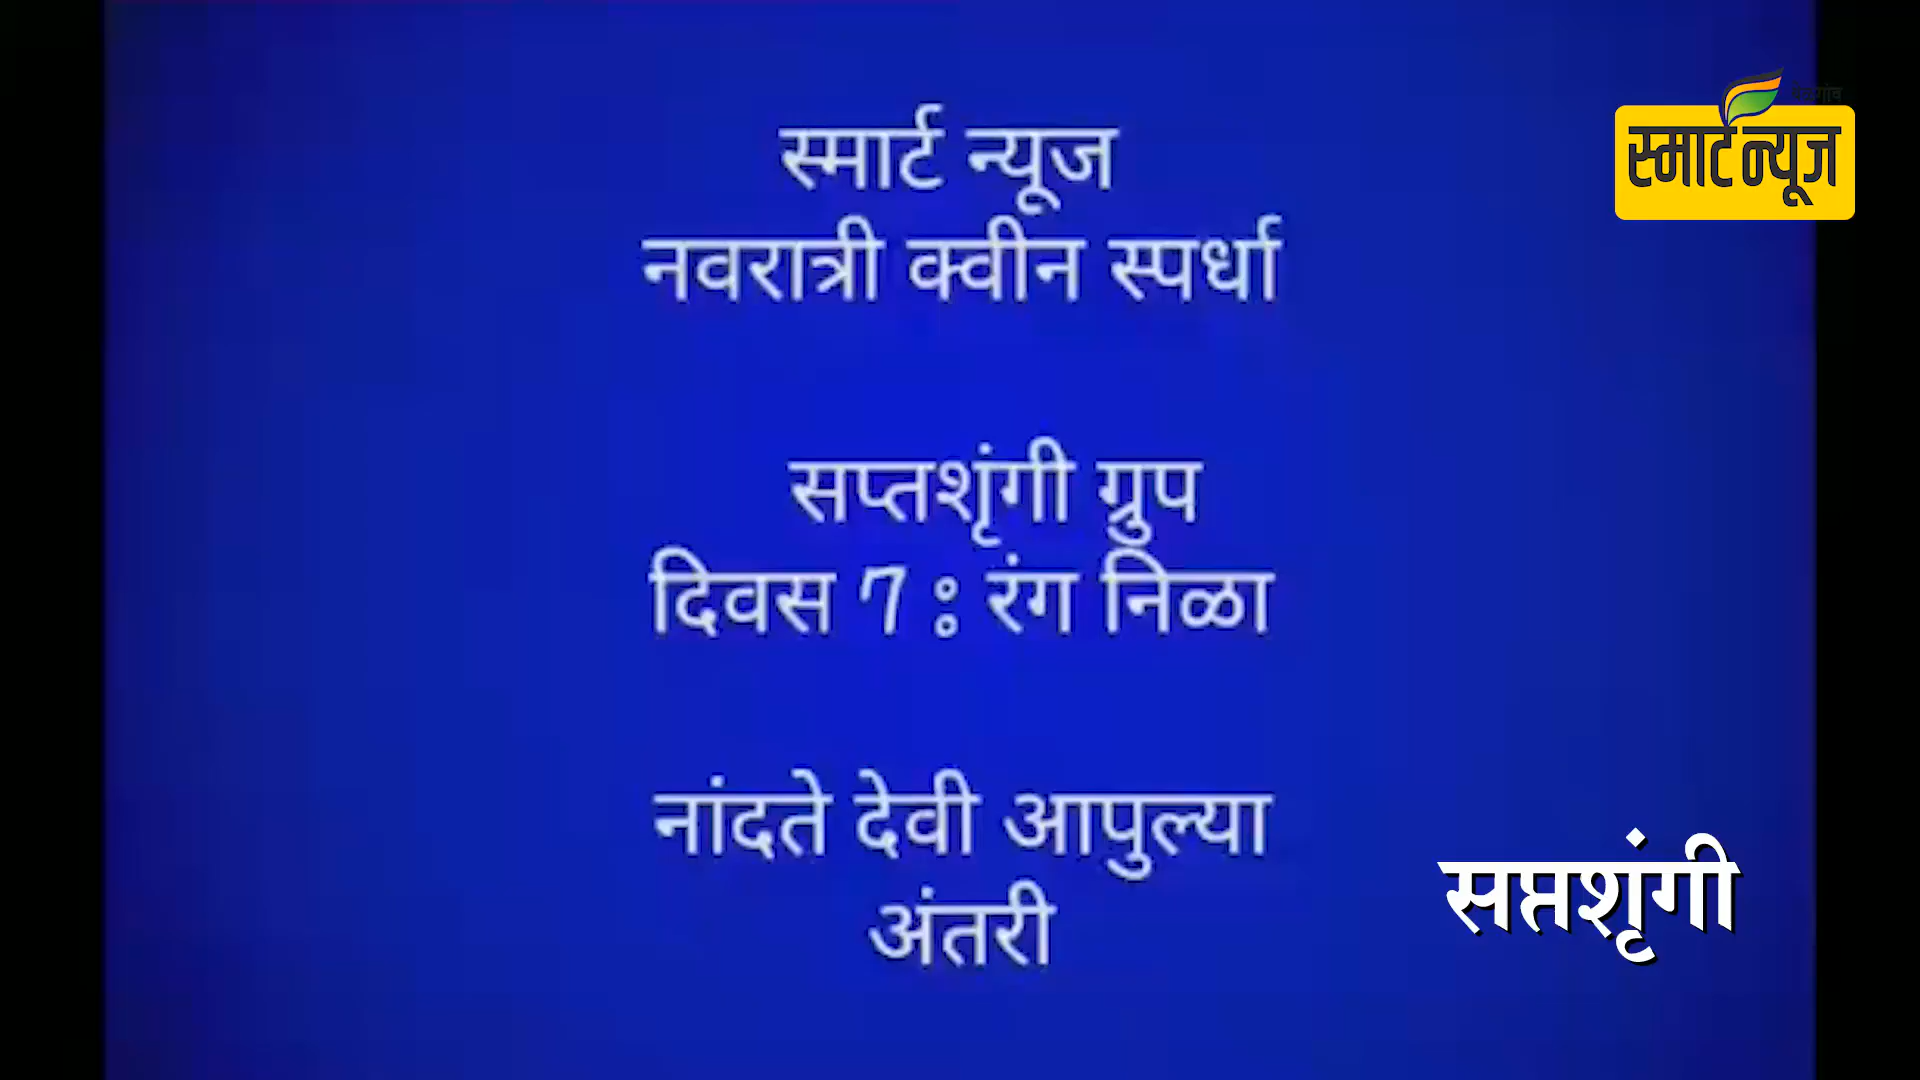 स्मार्ट न्यूज
नवरात्री क्वीन स्पर्धा
सप्तशृंगी ग्रुप
दिवस 7 : रंग निळा
नांदते देवी आपुल्या
अंतरी
स्मार्ट न्यूज
सप्तशृंगी